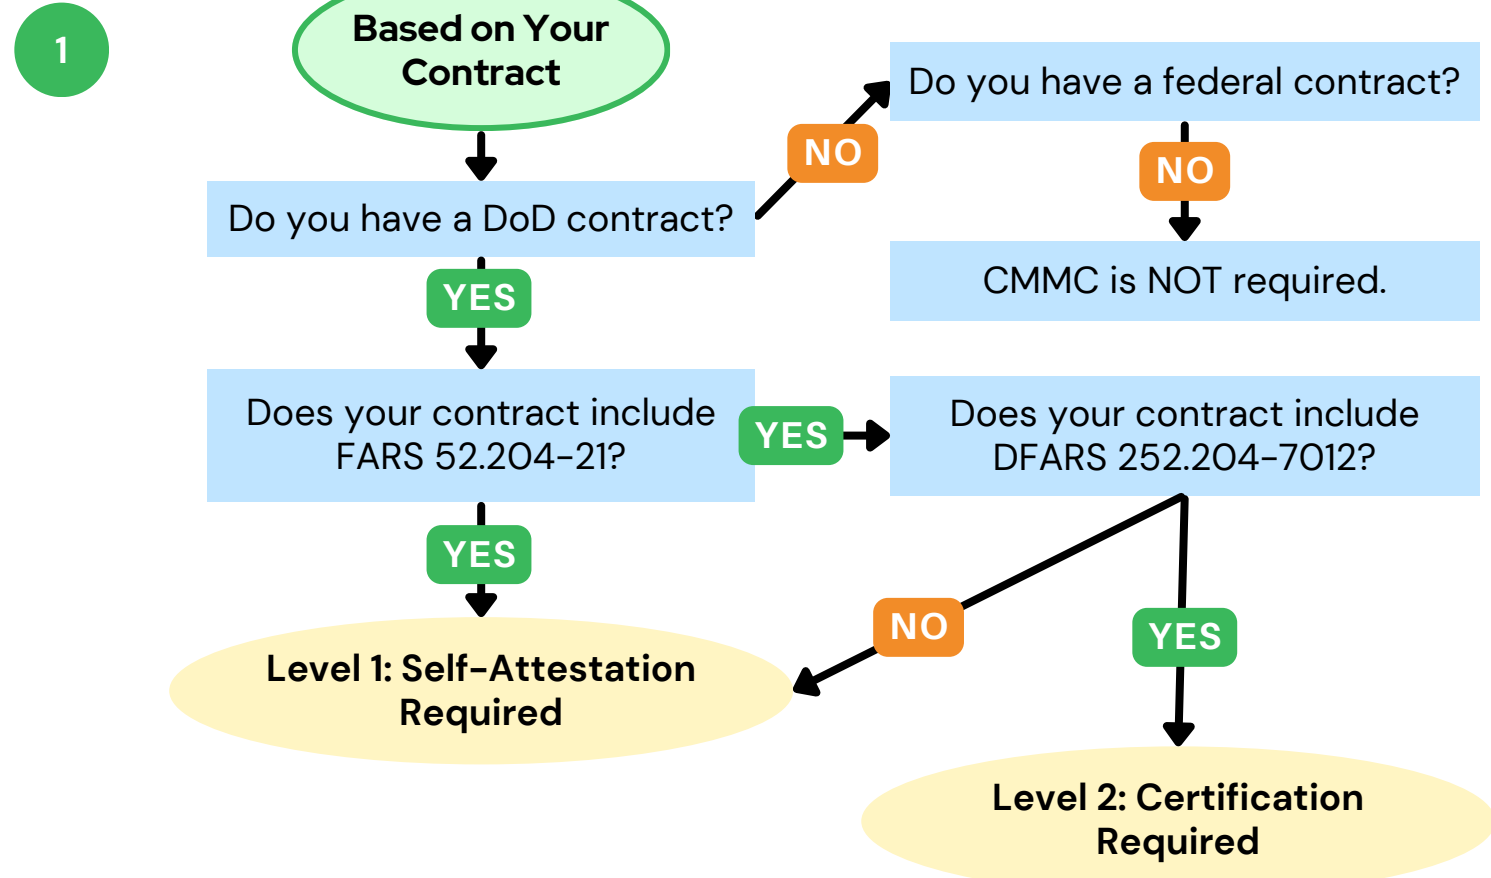 1
Based on Your
Contract
Do you have a federal contract?
NO
NO
Do you have a DoD contract?
CMMC is NOT required.
YES
Does your contract include
FARS 52.204-21?
YES
Does your contract include
DFARS 252.204-7012?
YES
NO
YES
Level 1: Self-Attestation
Required
Level 2: Certification
Required